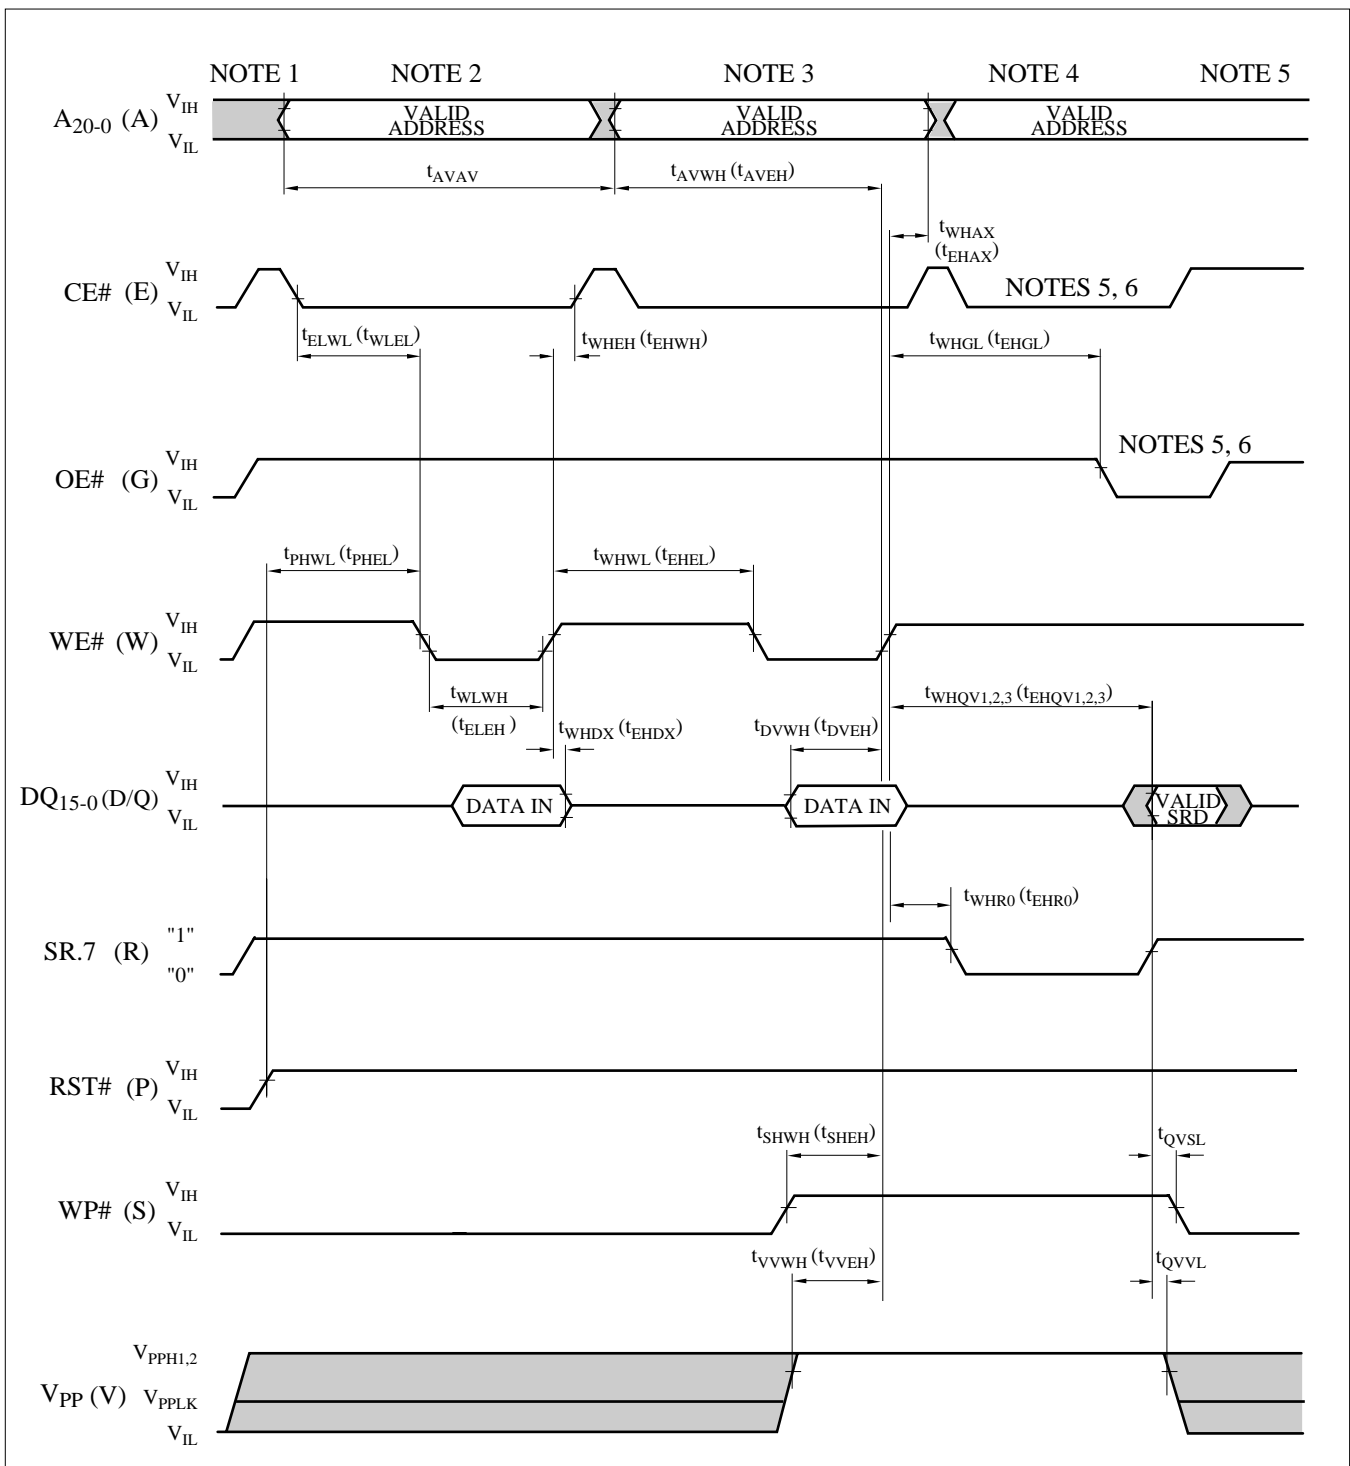 NOTE 1 NOTE 2 NOTE 3 NOTE 4 NOTE 5
A20-0 (A) VIH VIL
VALID ADDRESS VALID ADDRESS VALID ADDRESS
tAVAV tAVWH (tAVEH)
tWHAX
(tEHAX)
CE# (E) VIH VIL
NOTES 5, 6
tELWL (tWLEL) tWHEH (tEHWH) tWHGL (tEHGL)
OE# (G) VIH VIL
NOTES 5, 6
tPHWL (tPHEL) tWHWL (tEHEL)
WE# (W) VIH VIL
tWLWH
(tELEH)
tWHDX (tEHDX) tDVWH (tDVEH) tWHQV1,2,3 (tEHQV1,2,3)
DQ15-0 (D/Q) VIH VIL
DATA IN DATA IN VALID SRD
tWHR0 (tEHR0)
SR.7 (R) "1" "0"
RST# (P) VIH VIL
tSHWH (tSHEH) tQVSL
WP# (S) VIH VIL
tVVWH (tVVEH) tQVVL
VPP (V) VPPH1,2 VPPLK VIL